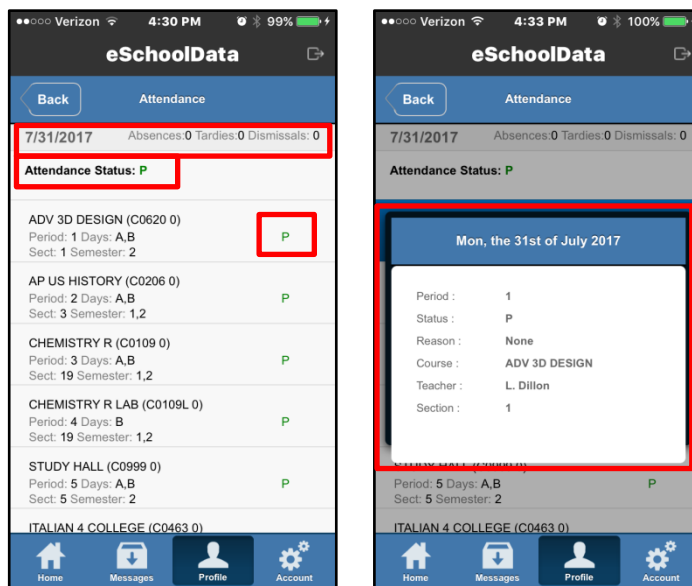 Verizon 4:30 PM 99%
eSchoolData
Back Attendance
7/31/2017 Absences:0 Tardies:0 Dismissals: 0
Attendance Status: P
ADV 3D DESIGN (C0620 0)
Period: 1 Days: A,B P
Sect: 1 Semester: 2
AP US HISTORY (C0206 0)
Period: 2 Days: A,B P
Sect: 3 Semester: 1,2
CHEMISTRY R (C0109 0)
Period: 3 Days: A,B P
Sect: 19 Semester: 1,2
CHEMISTRY R LAB (C0109L 0)
Period: 4 Days: B P
Sect: 19 Semester: 1,2
STUDY HALL (C0999 0)
Period: 5 Days: A,B P
Sect: 5 Semester: 2
ITALIAN 4 COLLEGE (C0463 0)
Home Messages Profile Account
Verizon 4:33 PM 100%
eSchoolData
Back Attendance
7/31/2017 Absences:0 Tardies:0 Dismissals: 0
Attendance Status: P
Mon, the 31st of July 2017
Period : 1
Status : P
Reason : None
Course : ADV 3D DESIGN
Teacher : L. Dillon
Section : 1
STUDY HALL (C0999 0)
Period: 5 Days: A,B P
Sect: 5 Semester: 2
ITALIAN 4 COLLEGE (C0463 0)
Home Messages Profile Account